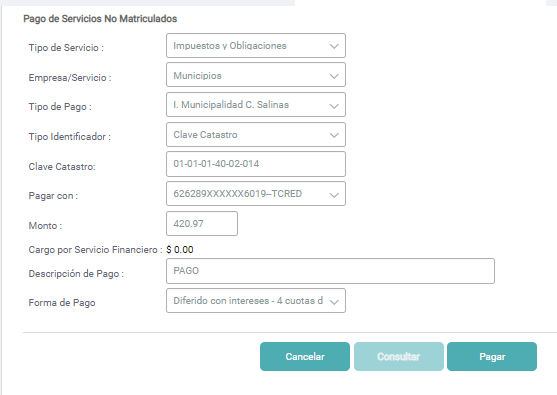 Pago de Servicios No Matriculados
Tipo de Servicio : Impuestos y Obligaciones
Empresa/Servicio : Municipios
Tipo de Pago : I. Municipalidad C. Salinas
Tipo Identificador : Clave Catastro
Clave Catastro: 01-01-01-40-02-014
Pagar con : 626289XXXXXX6019--TCRED
Monto : 420.97
Cargo por Servicio Financiero : $ 0.00
Descripción de Pago : PAGO
Forma de Pago Diferido con intereses - 4 cuotas d
Cancelar Consultar Pagar